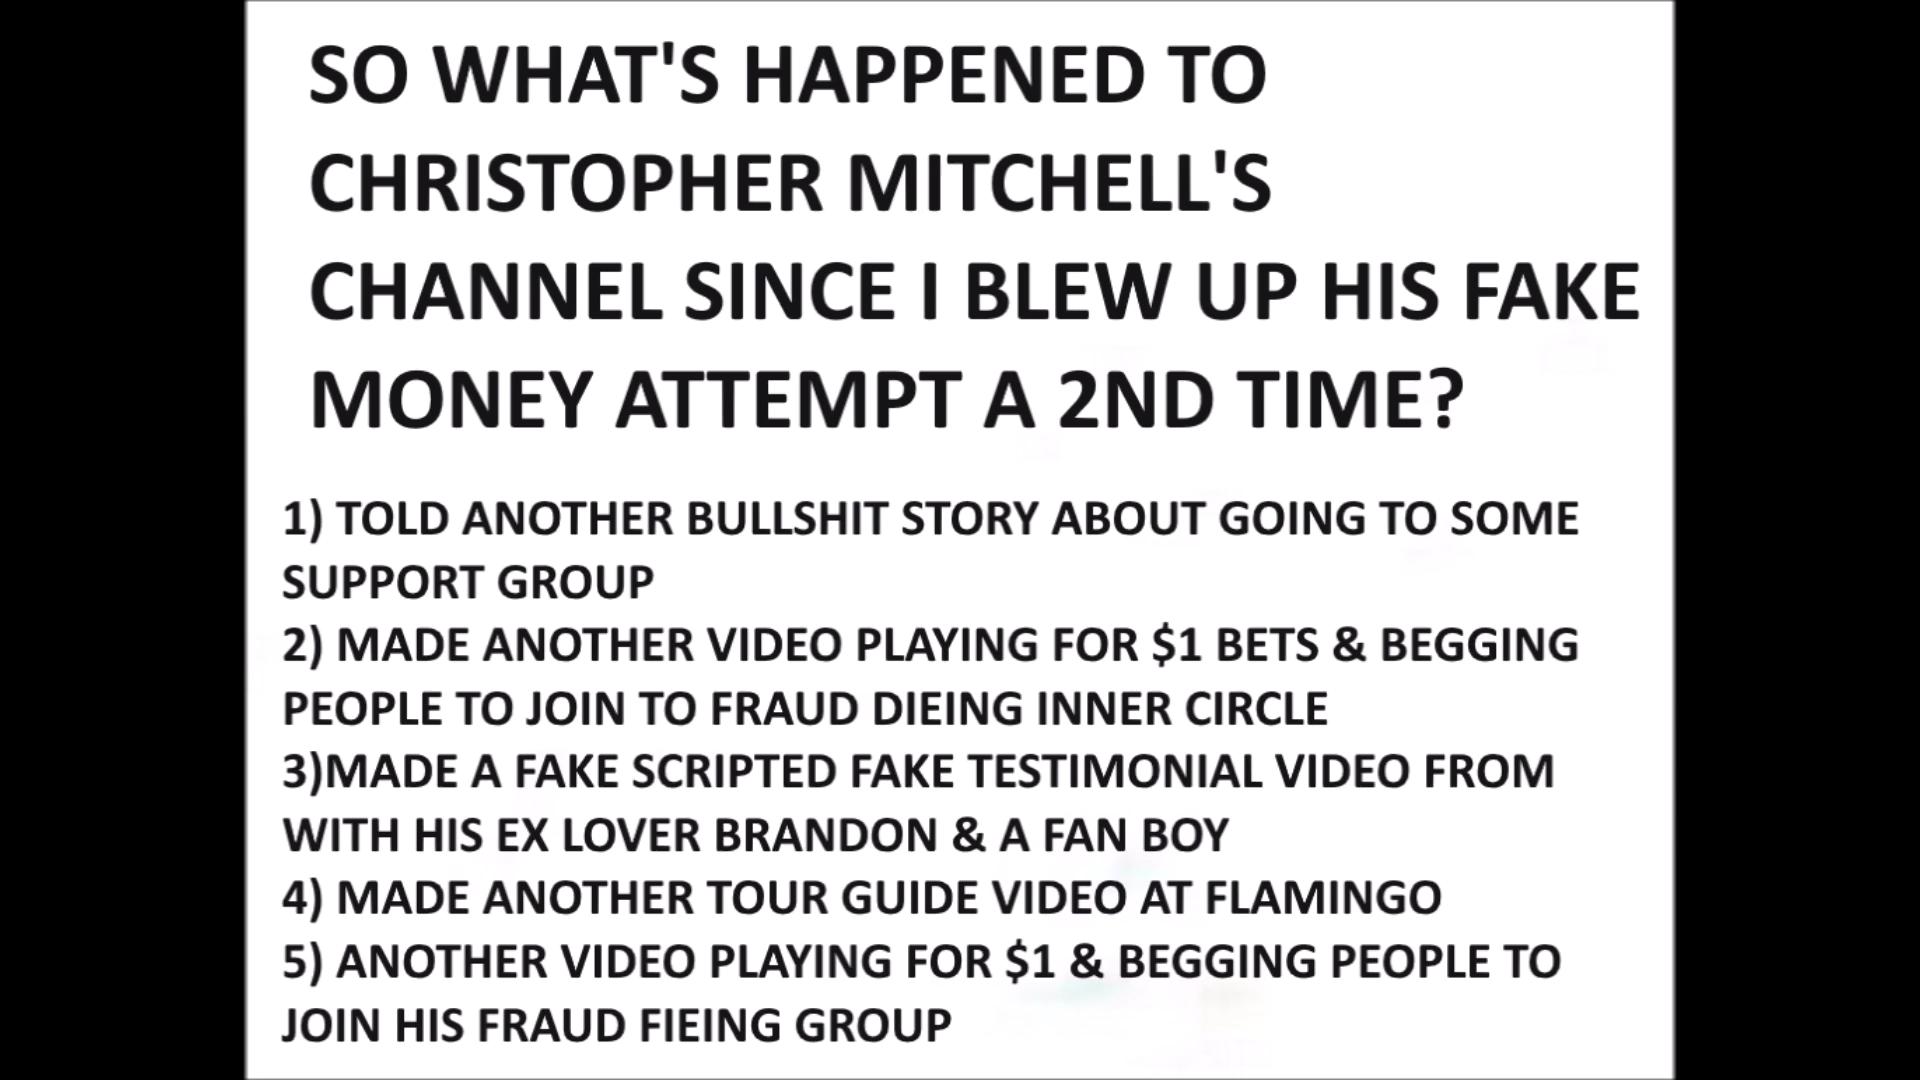 SO WHAT'S HAPPENED TO
CHRISTOPHER MITCHELL'S
CHANNEL SINCE I BLEW UP HIS FAKE
MONEY ATTEMPT A 2ND TIME?
1) TOLD ANOTHER BULLSHIT STORY ABOUT GOING TO SOME
SUPPORT GROUP
2) MADE ANOTHER VIDEO PLAYING FOR $1 BETS & BEGGING
PEOPLE TO JOIN TO FRAUD DIEING INNER CIRCLE
3)MADE A FAKE SCRIPTED FAKE TESTIMONIAL VIDEO FROM
WITH HIS EX LOVER BRANDON & A FAN BOY
4) MADE ANOTHER TOUR GUIDE VIDEO AT FLAMINGO
5) ANOTHER VIDEO PLAYING FOR $1 & BEGGING PEOPLE TO
JOIN HIS FRAUD FIEING GROUP